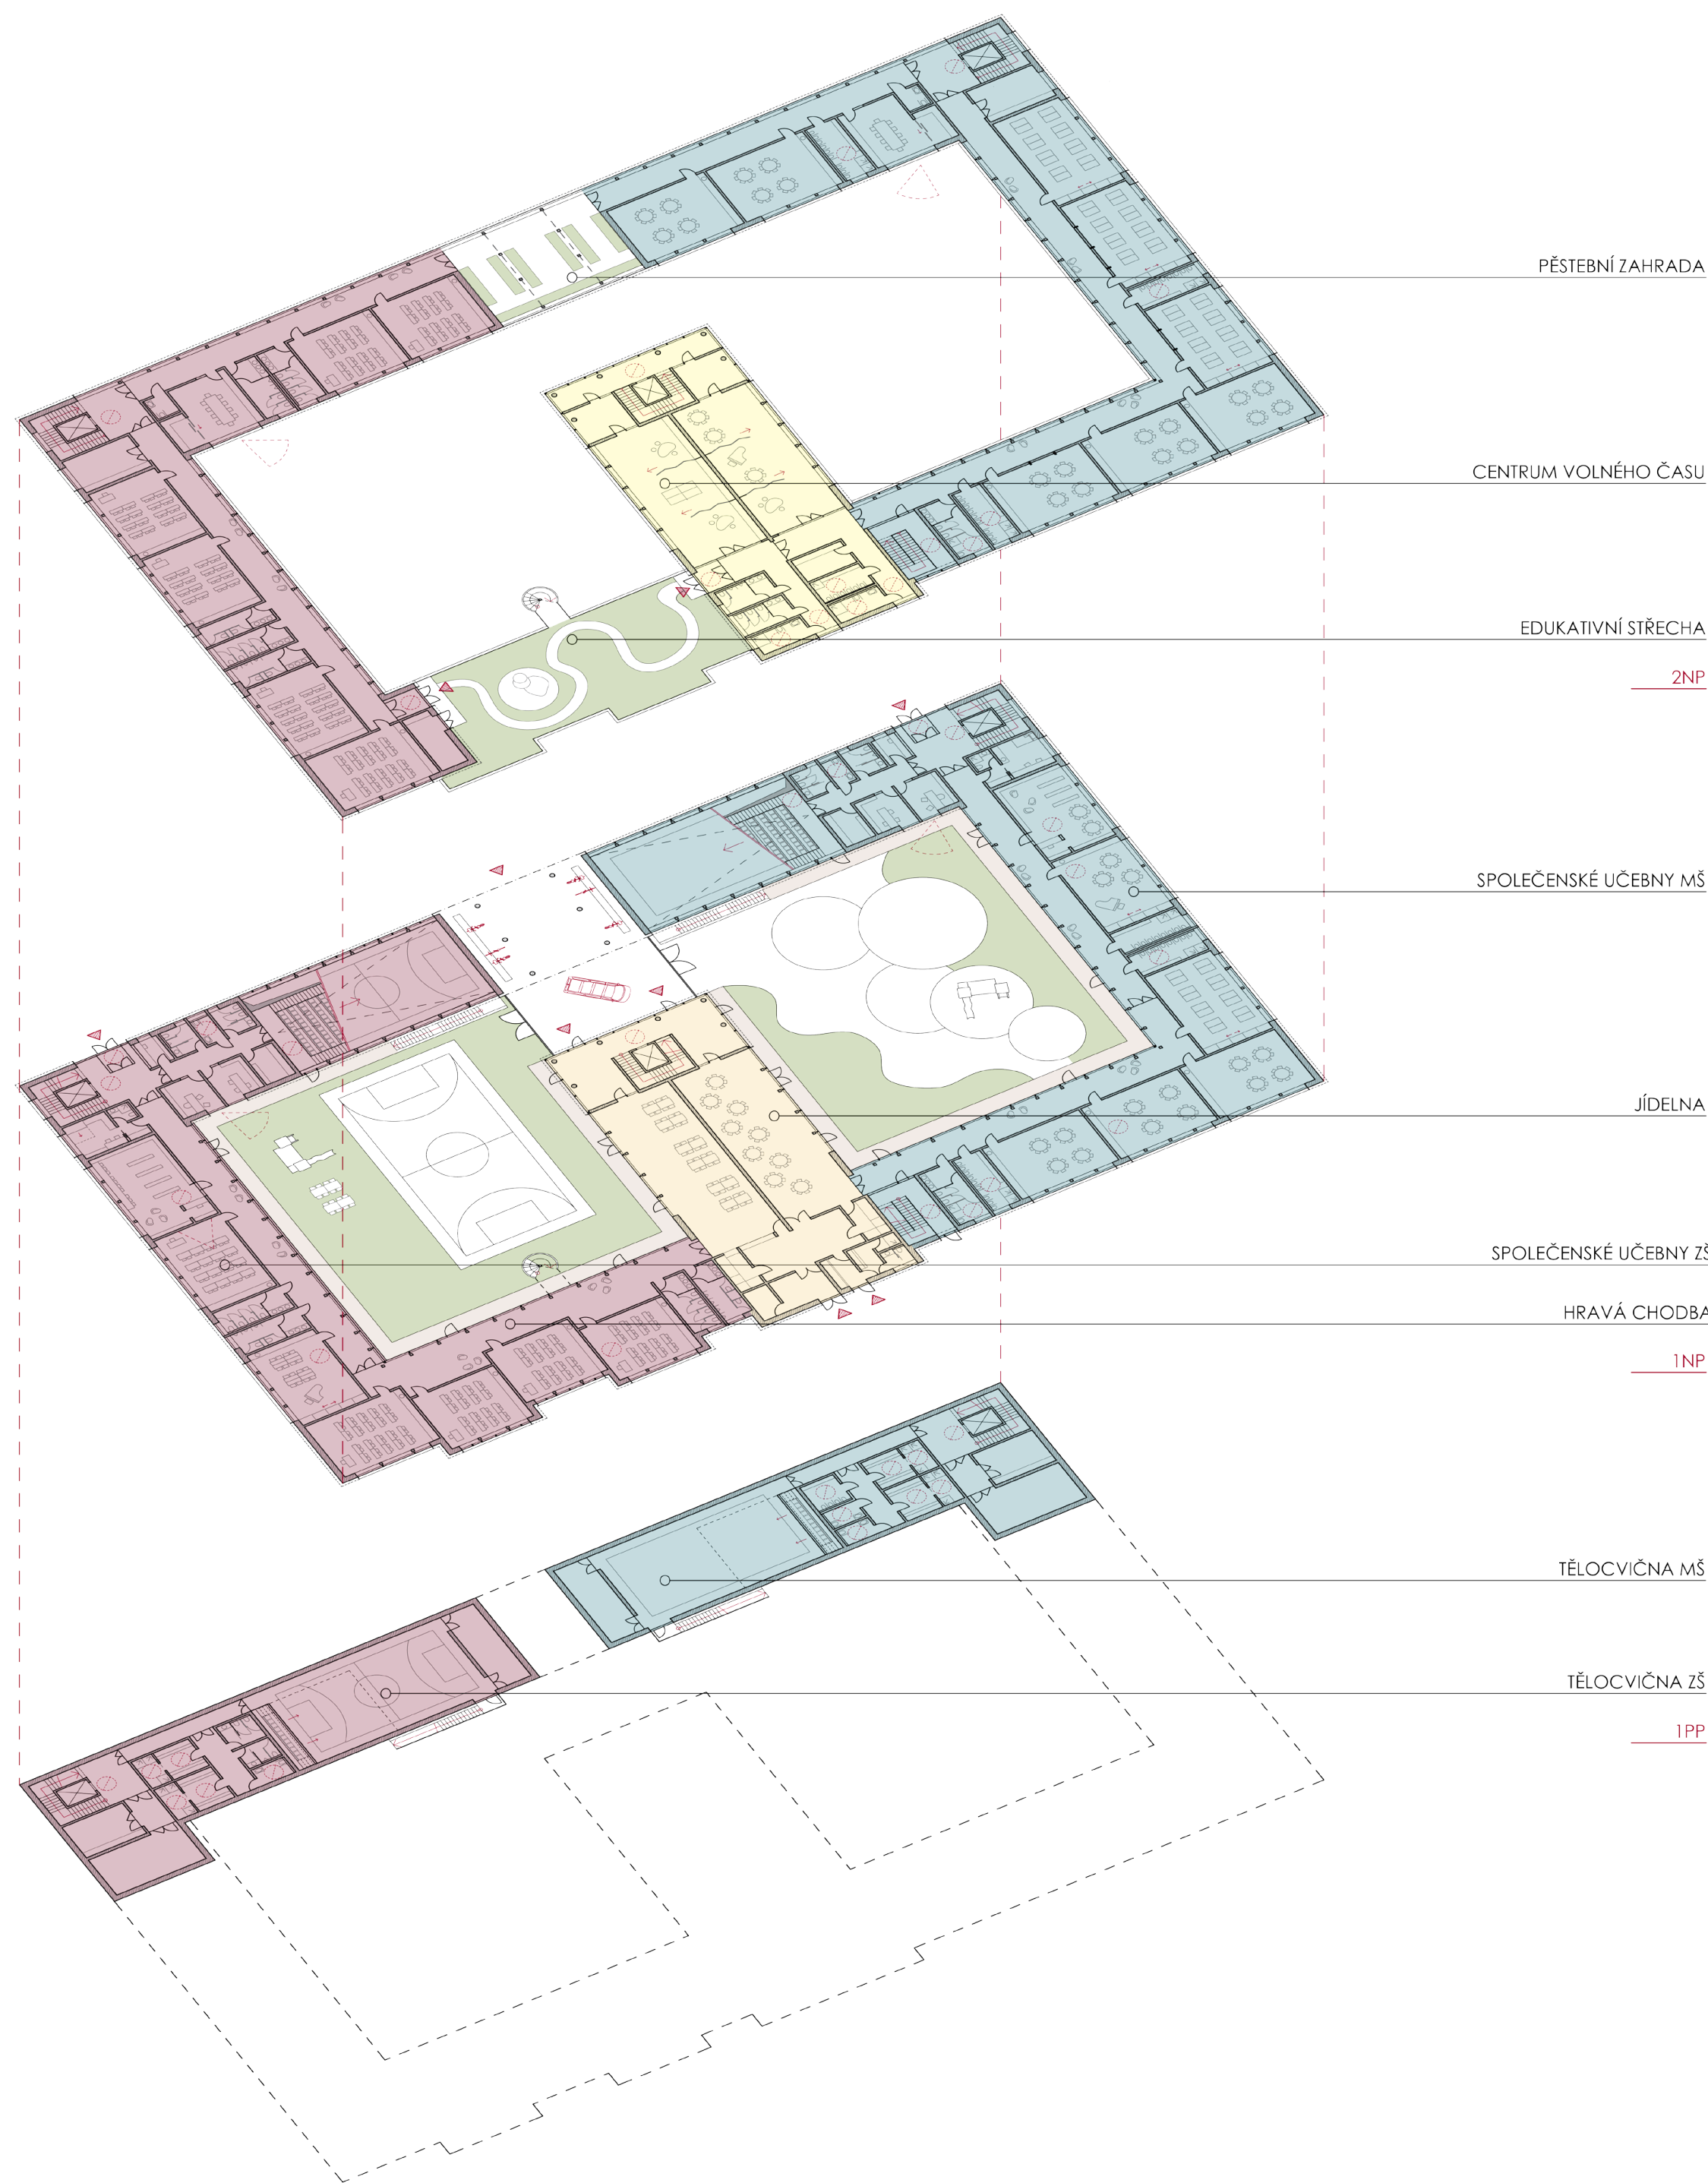 PĚSTEBNÍ ZAHRADA
CENTRUM VOLNÉHO ČASU
EDUKATIVNÍ STŘECHA
2NP
SPOLEČENSKÉ UČEBNY MŠ
JÍDELNA
SPOLEČENSKÉ UČEBNY ZŠ
HRAVÁ CHODBA
1NP
TĚLOCVIČNA MŠ
TĚLOCVIČNA ZŠ
1PP